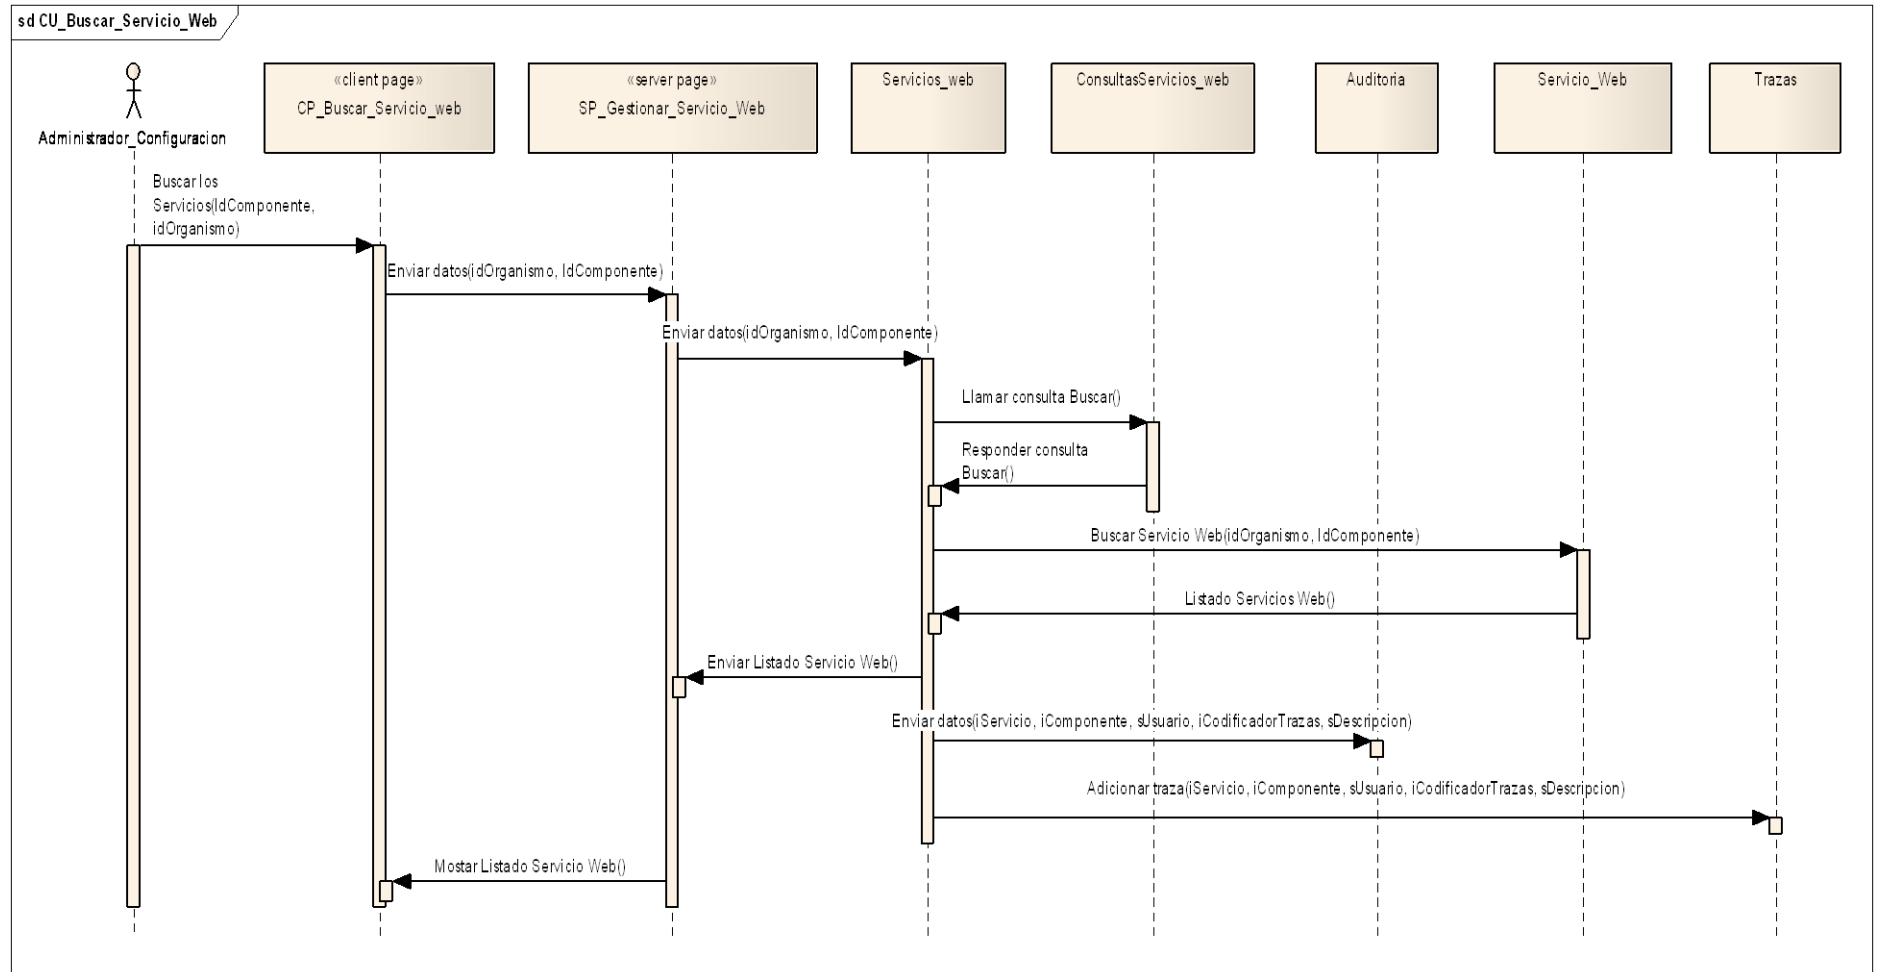 sd CU_Buscar_Servicio_Web
Administrador_Configuracion
«client page»
CP_Buscar_Servicio_web
«server page»
SP_Gestionar_Servicio_Web
Servicios_web
ConsultasServicios_web
Auditoria
Servicio_Web
Trazas
Buscar los
Servicios(IdComponente,
idOrganismo)
Enviar datos(idOrganismo, IdComponente)
Enviar datos(idOrganismo, IdComponente)
Llamar consulta Buscar()
Responder consulta
Buscar()
Buscar Servicio Web(idOrganismo, IdComponente)
Listado Servicios Web()
Enviar Listado Servicio Web()
Enviar datos(iServicio, iComponente, sUsuario, iCodificadorTrazas, sDescripcion)
Adicionar traza(iServicio, iComponente, sUsuario, iCodificadorTrazas, sDescripcion)
Mostar Listado Servicio Web()